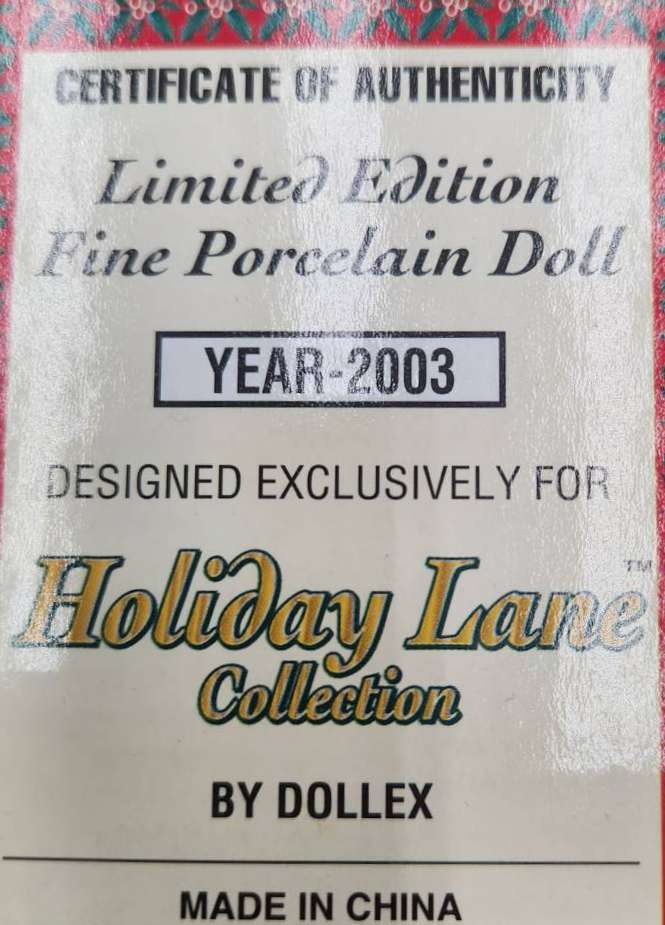 CERTIFICATE OF AUTHENTICITY
Limited Edition
Fine Porcelain Doll
YEAR-2003
DESIGNED EXCLUSIVELY FOR
Holiday Lane™
Collection
BY DOLLEX
MADE IN CHINA